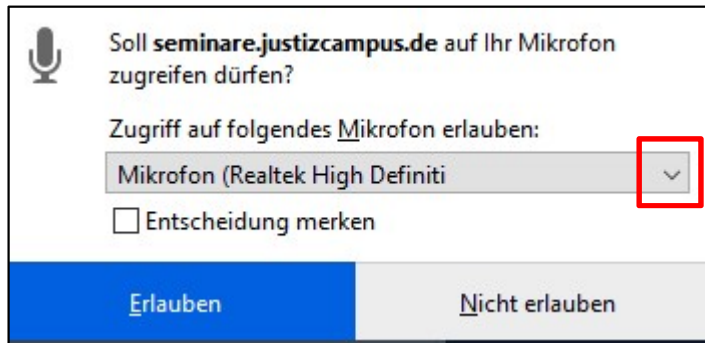 Soll seminare.justizcampus.de auf Ihr Mikrofon
zugreifen dürfen?
Zugriff auf folgendes Mikrofon erlauben:
Mikrofon (Realtek High Definiti
Entscheidung merken
Erlauben
Nicht erlauben